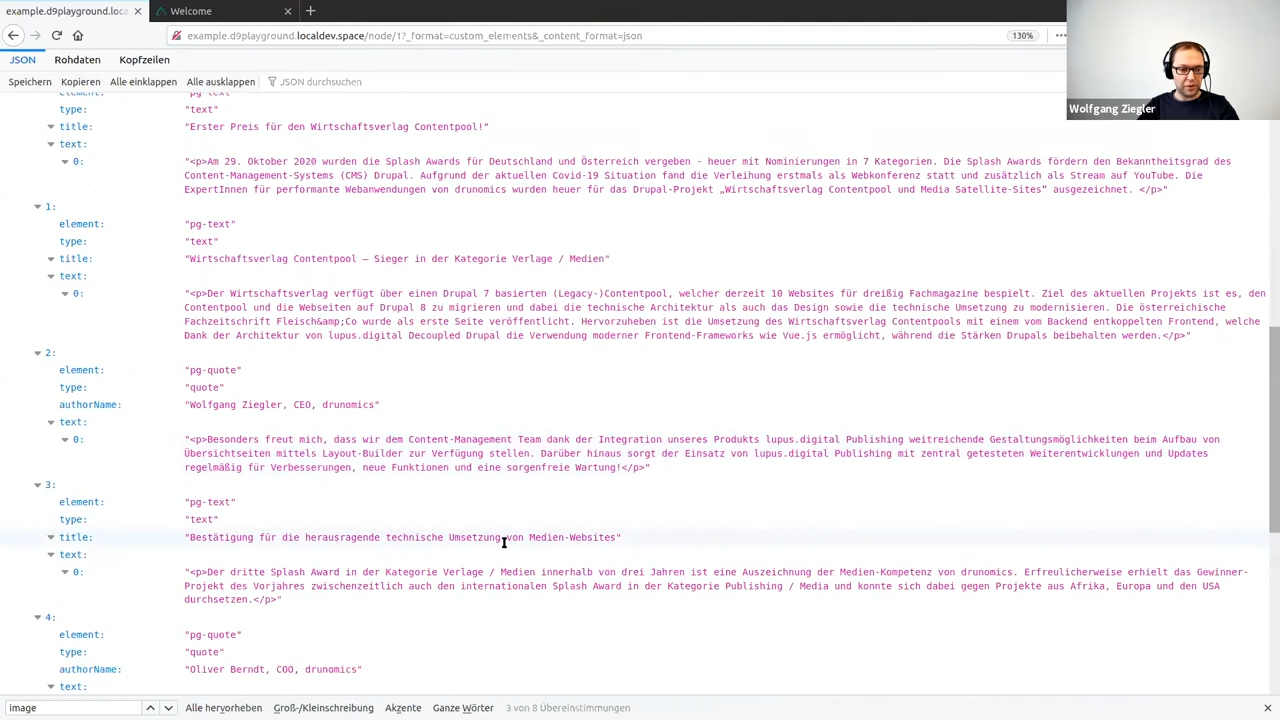 example.d9playground.loca
Welcome
example.d9playground.localdev.space/node/1?_format=custom_elements&_content_format=json
130%
JSON
Rohdaten
Kopfzeilen
Speichern
Kopieren
Alle einklappen
Alle ausklappen
JSON durchsuchen
Wolfgang Ziegler
element: "pg-text"
type: "text"
title: "Erster Preis für den Wirtschaftsverlag Contentpool!"
text:
0: "<p>Am 29. Oktober 2020 wurden die Splash Awards für Deutschland und Österreich vergeben - heuer mit Nominierungen in 7 Kategorien. Die Splash Awards fördern den Bekanntheitsgrad des
Content-Management-Systems (CMS) Drupal. Aufgrund der aktuellen Covid-19 Situation fand die Verleihung erstmals als Webkonferenz statt und zusätzlich als Stream auf YouTube. Die
ExpertInnen für performante Webanwendungen von drunomics wurden heuer für das Drupal-Projekt „Wirtschaftsverlag Contentpool und Media Satellite-Sites“ ausgezeichnet. </p>"
1:
element: "pg-text"
type: "text"
title: "Wirtschaftsverlag Contentpool – Sieger in der Kategorie Verlage / Medien"
text:
0: "<p>Der Wirtschaftsverlag verfügt über einen Drupal 7 basierten (Legacy-)Contentpool, welcher derzeit 10 Websites für dreißig Fachmagazine bespielt. Ziel des aktuellen Projekts ist es, den
Contentpool und die Webseiten auf Drupal 8 zu migrieren und dabei die technische Architektur als auch das Design sowie die technische Umsetzung zu modernisieren. Die österreichische
Fachzeitschrift Fleisch&amp;Co wurde als erste Seite veröffentlicht. Hervorzuheben ist die Umsetzung des Wirtschaftsverlag Contentpools mit einem vom Backend entkoppelten Frontend, welche
Dank der Architektur von lupus.digital Decoupled Drupal die Verwendung moderner Frontend-Frameworks wie Vue.js ermöglicht, während die Stärken Drupals beibehalten werden.</p>"
2:
element: "pg-quote"
type: "quote"
authorName: "Wolfgang Ziegler, CEO, drunomics"
text:
0: "<p>Besonders freut mich, dass wir dem Content-Management Team dank der Integration unseres Produkts lupus.digital Publishing weitreichende Gestaltungsmöglichkeiten beim Aufbau von
Übersichtseiten mittels Layout-Builder zur Verfügung stellen. Darüber hinaus sorgt der Einsatz von lupus.digital Publishing mit zentral getesteten Weiterentwicklungen und Updates
regelmäßig für Verbesserungen, neue Funktionen und eine sorgenfreie Wartung!</p>"
3:
element: "pg-text"
type: "text"
title: "Bestätigung für die herausragende technische Umsetzung von Medien-Websites"
text:
0: "<p>Der dritte Splash Award in der Kategorie Verlage / Medien innerhalb von drei Jahren ist eine Auszeichnung der Medien-Kompetenz von drunomics. Erfreulicherweise erhielt das Gewinner-
Projekt des Vorjahres zwischenzeitlich auch den internationalen Splash Award in der Kategorie Publishing / Media und konnte sich dabei gegen Projekte aus Afrika, Europa und den USA
durchsetzen.</p>"
4:
element: "pg-quote"
type: "quote"
authorName: "Oliver Berndt, COO, drunomics"
text:
image
Alle hervorheben
Groß-/Kleinschreibung
Akzente
Ganze Wörter
3 von 8 Übereinstimmungen